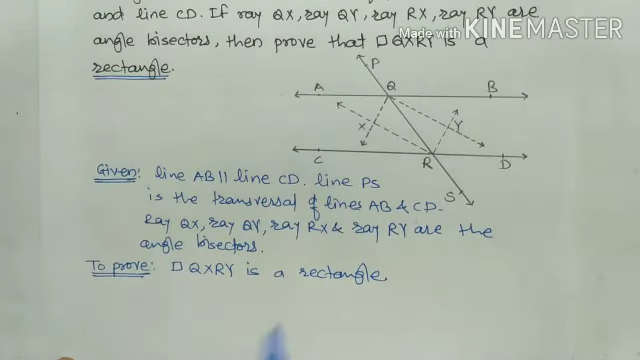 and line CD. If ray QX, ray QY, ray RX, ray RY are
angle bisectors, then prove that □ QXRY is a
rectangle.
Made with KINEMASTER
P
A Q B
X Y
C R D
S
Given: line AB || line CD. line PS
is the transversal of lines AB & CD.
Ray QX, ray QY, ray RX & ray RY are the
angle bisectors.
To prove: □ QXRY is a rectangle